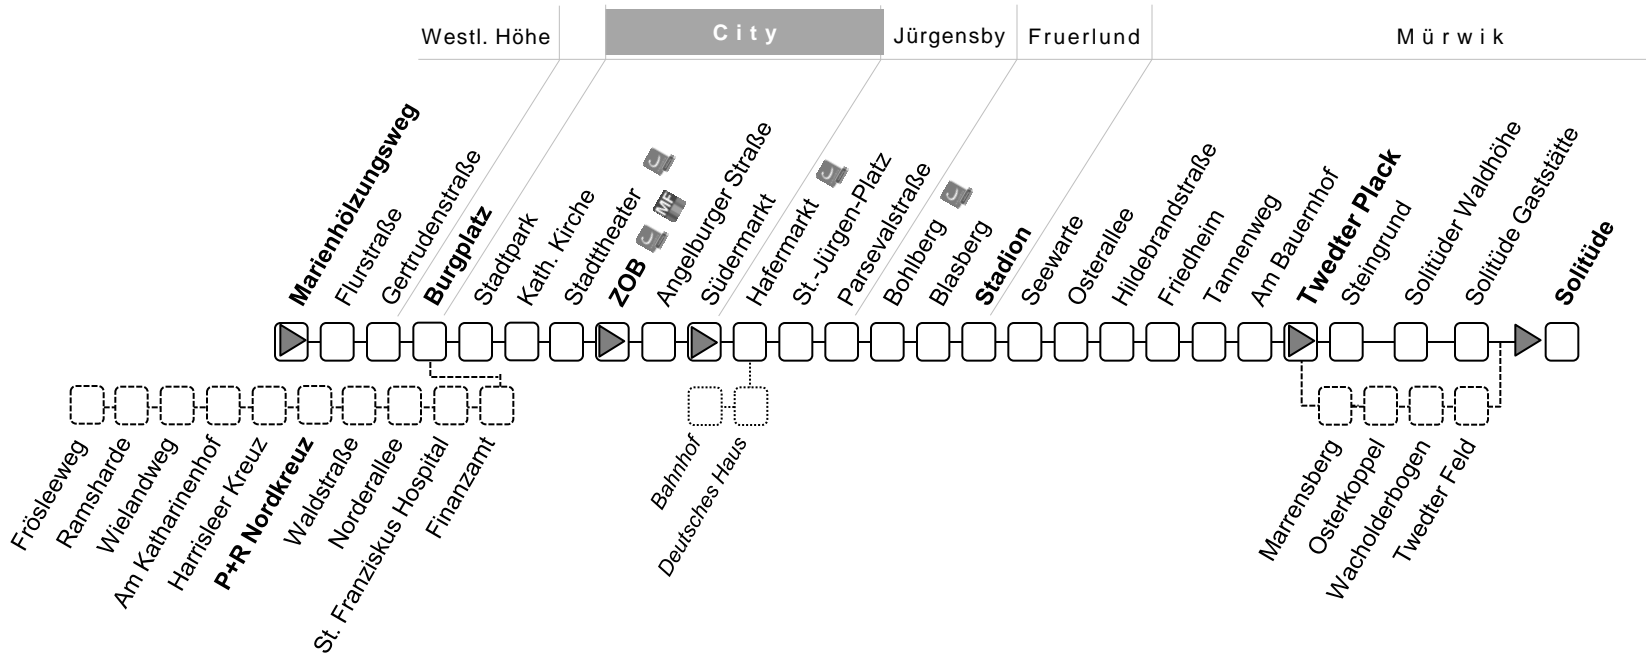 Westl. Höhe
City
Jürgensby
Fruerlund
Mürwik
Marienhölzungsweg
Flurstraße
Gertrudenstraße
Burgplatz
Stadtpark
Kath. Kirche
Stadttheater
ZOB
MF
Angelburger Straße
Südermarkt
Hafermarkt
St.-Jürgen-Platz
Parsevalstraße
Bohlberg
Blasberg
Stadion
Seewarte
Osterallee
Hildebrandstraße
Friedheim
Tannenweg
Am Bauernhof
Twedter Plack
Steingrund
Solitüder Waldhöhe
Solitüde Gaststätte
Solitüde
Frösleeweg
Ramsharde
Wielandweg
Am Katharinenhof
Harrisleer Kreuz
P+R Nordkreuz
Waldstraße
Norderallee
St. Franziskus Hospital
Finanzamt
Bahnhof
Deutsches Haus
Marrensberg
Osterkoppel
Wacholderbogen
Twedter Feld